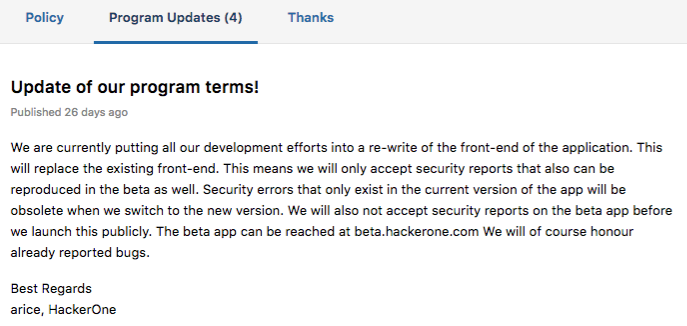 Policy
Program Updates (4)
Thanks
Update of our program terms!
Published 26 days ago
We are currently putting all our development efforts into a re-write of the front-end of the application. This
will replace the existing front-end. This means we will only accept security reports that also can be
reproduced in the beta as well. Security errors that only exist in the current version of the app will be
obsolete when we switch to the new version. We will also not accept security reports on the beta app before
we launch this publicly. The beta app can be reached at beta.hackerone.com We will of course honour
already reported bugs.
Best Regards
arice, HackerOne